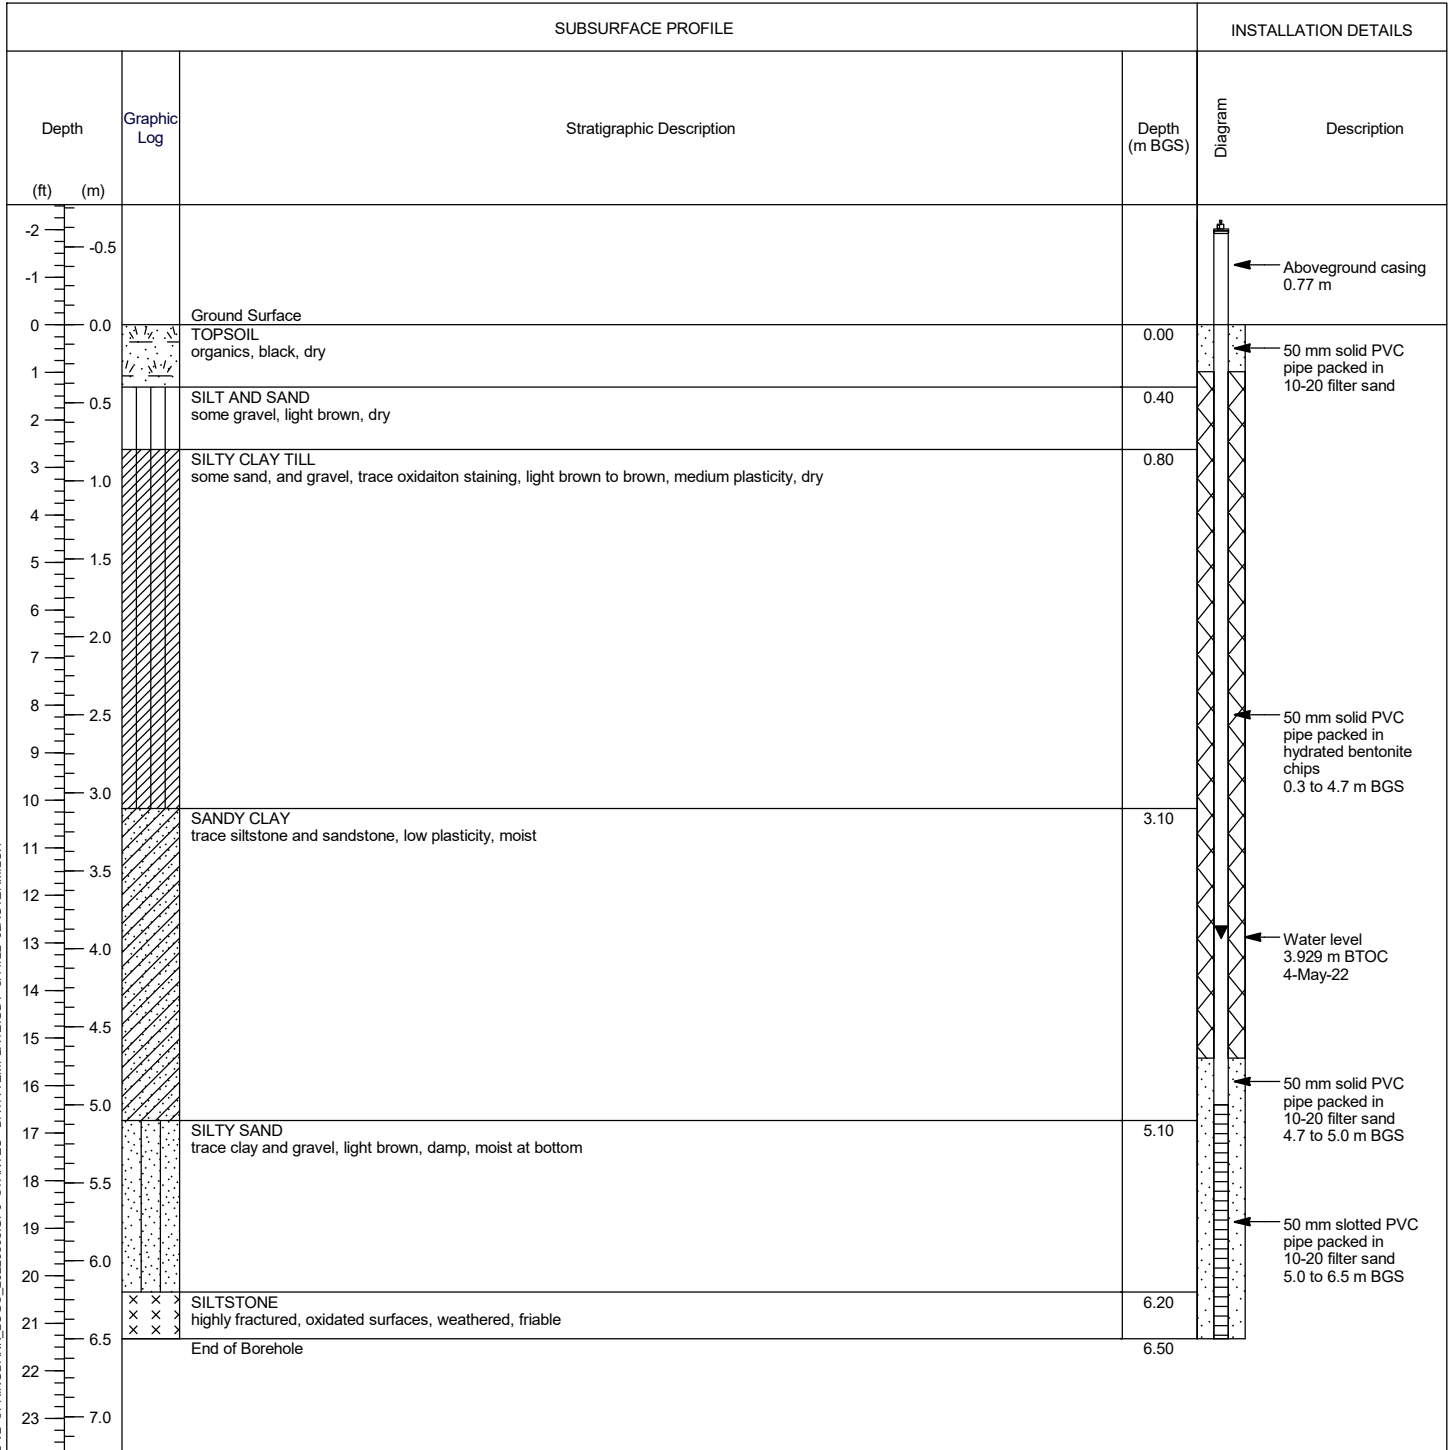 SUBSURFACE PROFILE
INSTALLATION DETAILS
Depth
Graphic
Log
Stratigraphic Description
Depth
(m BGS)
Diagram
Description
(ft) (m)
-2
-0.5
-1
Aboveground casing
0.77 m
Ground Surface
0 0.0
TOPSOIL
organics, black, dry
0.00
50 mm solid PVC
pipe packed in
10-20 filter sand
1
0.5
SILT AND SAND
some gravel, light brown, dry
0.40
2
SILTY CLAY TILL
some sand, and gravel, trace oxidaiton staining, light brown to brown, medium plasticity, dry
0.80
3
1.0
4
1.5
5
6
2.0
7
8
2.5
50 mm solid PVC
pipe packed in
hydrated bentonite
chips
0.3 to 4.7 m BGS
9
3.0
10
SANDY CLAY
trace siltstone and sandstone, low plasticity, moist
3.10
11
3.5
12
13
4.0
Water level
3.929 m BTOC
4-May-22
14
4.5
15
16
5.0
50 mm solid PVC
pipe packed in
10-20 filter sand
4.7 to 5.0 m BGS
17
SILTY SAND
trace clay and gravel, light brown, damp, moist at bottom
5.10
18
5.5
19
6.0
50 mm slotted PVC
pipe packed in
10-20 filter sand
5.0 to 6.5 m BGS
20
SILTSTONE
highly fractured, oxidated surfaces, weathered, friable
6.20
21
6.5
End of Borehole
6.50
22
23
7.0